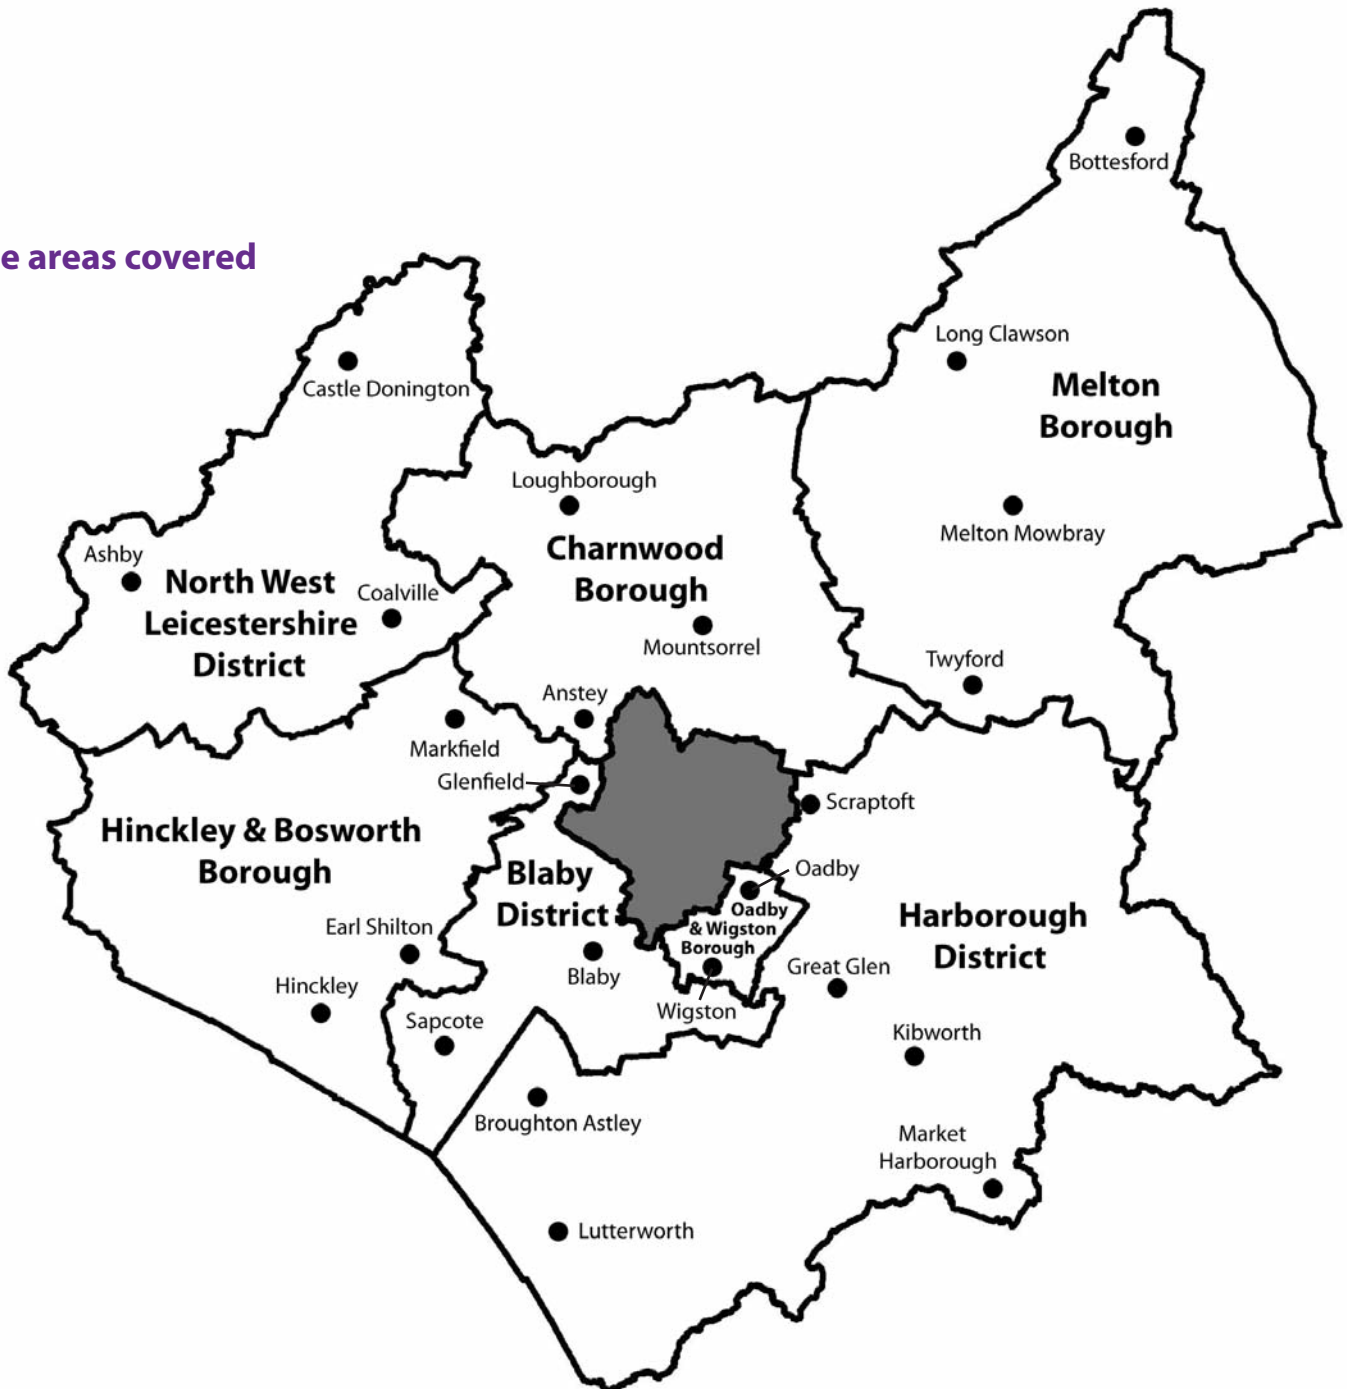 Bottesford
e areas covered
Long Clawson
Melton
Borough
Castle Donington
Loughborough
Melton Mowbray
Charnwood
Borough
Ashby
North West
Leicestershire
District
Coalville
Mountsorrel
Twyford
Anstey
Markfield
Glenfield
Scraptoft
Hinckley & Bosworth
Borough
Blaby
District
Oadby
Oadby
& Wigston
Borough
Harborough
District
Earl Shilton
Great Glen
Blaby
Hinckley
Wigston
Sapcote
Kibworth
Broughton Astley
Market
Harborough
Lutterworth